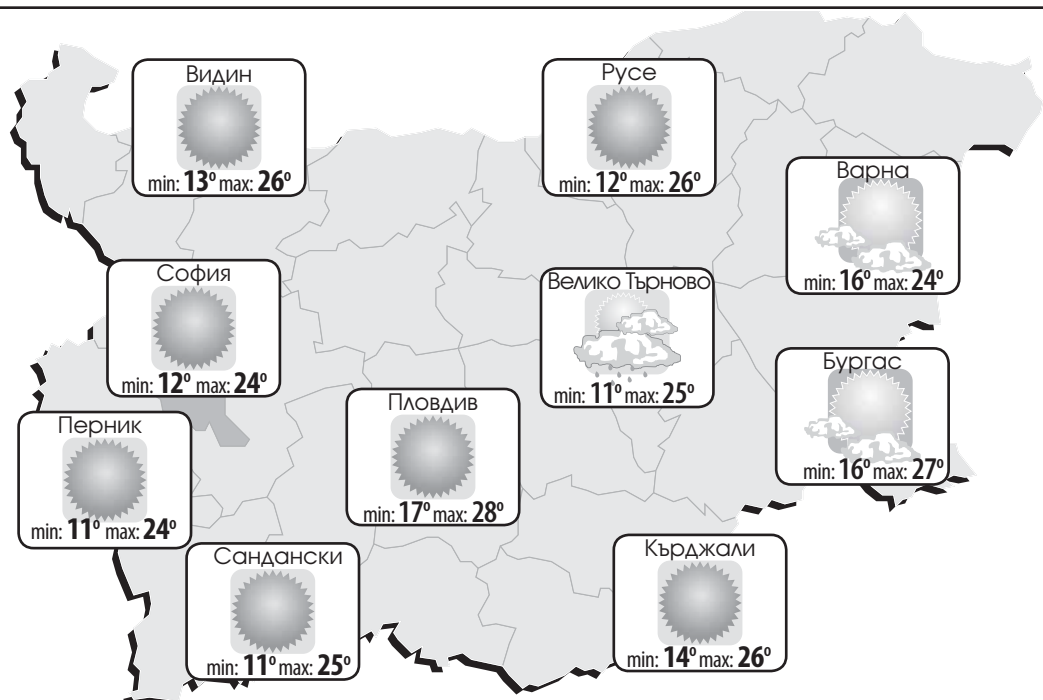 Видин
min: 13° max: 26°
Русе
min: 12° max: 26°
Варна
min: 16° max: 24°
София
min: 12° max: 24°
Велико Търново
min: 11° max: 25°
Бургас
min: 16° max: 27°
Пловдив
min: 17° max: 28°
Перник
min: 11° max: 24°
Сандански
min: 11° max: 25°
Кърджали
min: 14° max: 26°